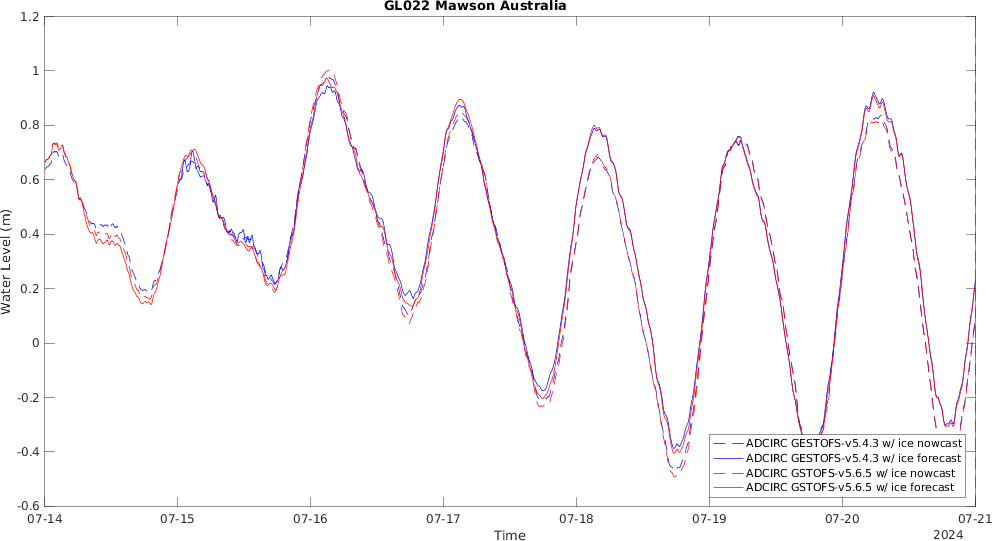 GL022 Mawson Australia
1.2
1
0.8
0.6
0.4
0.2
0
-0.2
-0.4
-0.6
Water Level (m)
ADCIRC GESTOFS-v5.4.3 w/ ice nowcast
ADCIRC GESTOFS-v5.4.3 w/ ice forecast
ADCIRC GSTOFS-v5.6.5 w/ ice nowcast
ADCIRC GSTOFS-v5.6.5 w/ ice forecast
07-14 07-15 07-16 07-17 07-18 07-19 07-20 07-21
Time
2024